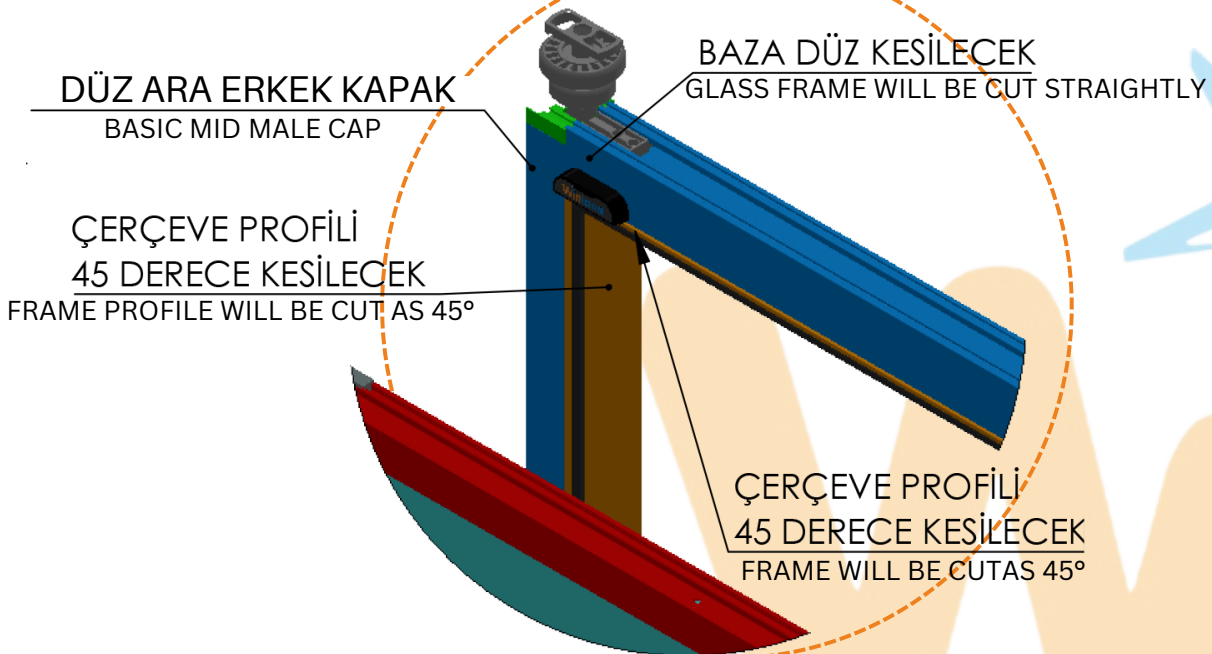 DÜZ ARA ERKEK KAPAK
BASIC MID MALE CAP
BAZA DÜZ KESİLECEK
GLASS FRAME WILL BE CUT STRAIGHTLY
ÇERÇEVE PROFİLİ
45 DERECE KESİLECEK
FRAME PROFILE WILL BE CUT AS 45°
ÇERÇEVE PROFİLİ
45 DERECE KESİLECEK
FRAME WILL BE CUTAS 45°